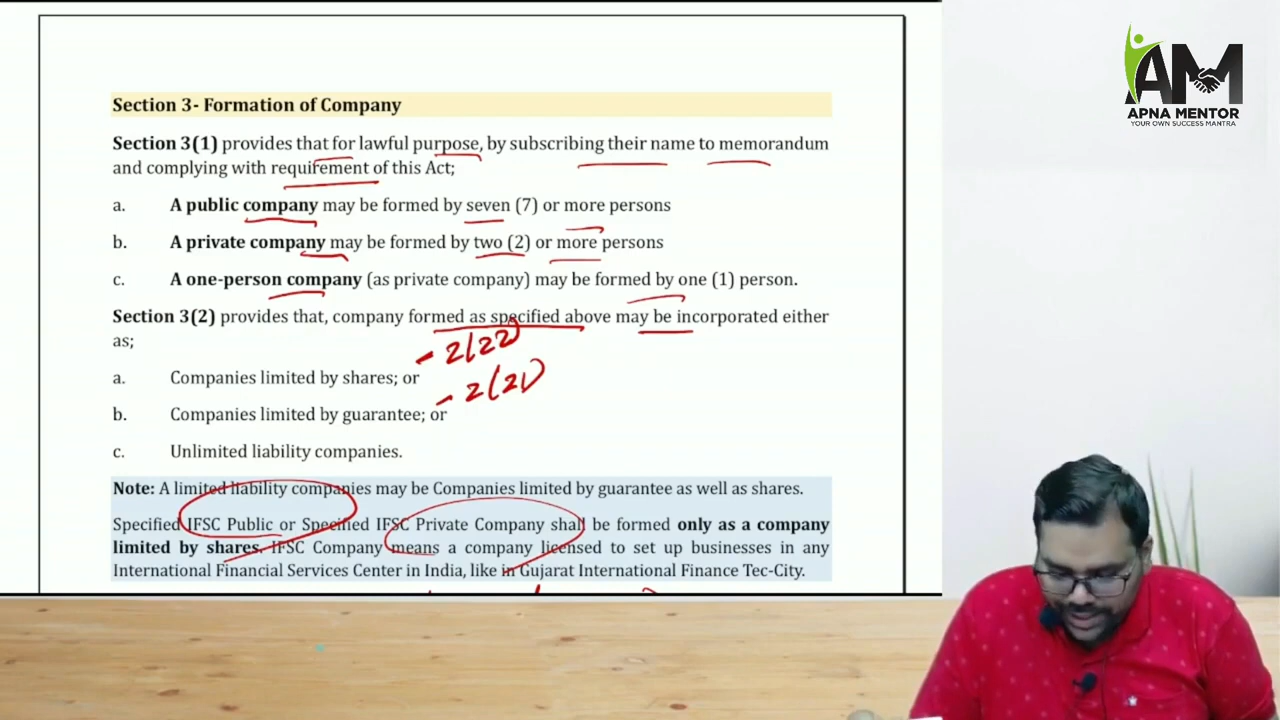 AM
APNA MENTOR
YOUR OWN SUCCESS MANTRA
Section 3- Formation of Company
Section 3(1) provides that for lawful purpose, by subscribing their name to memorandum
and complying with requirement of this Act;
a. A public company may be formed by seven (7) or more persons
b. A private company may be formed by two (2) or more persons
c. A one-person company (as private company) may be formed by one (1) person.
Section 3(2) provides that, company formed as specified above may be incorporated either
as;
- 2(22)
a. Companies limited by shares; or
- 2(21)
b. Companies limited by guarantee; or
c. Unlimited liability companies.
Note: A limited liability companies may be Companies limited by guarantee as well as shares.
Specified IFSC Public or Specified IFSC Private Company shall be formed only as a company
limited by shares. IFSC Company means a company licensed to set up businesses in any
International Financial Services Center in India, like in Gujarat International Finance Tec-City.